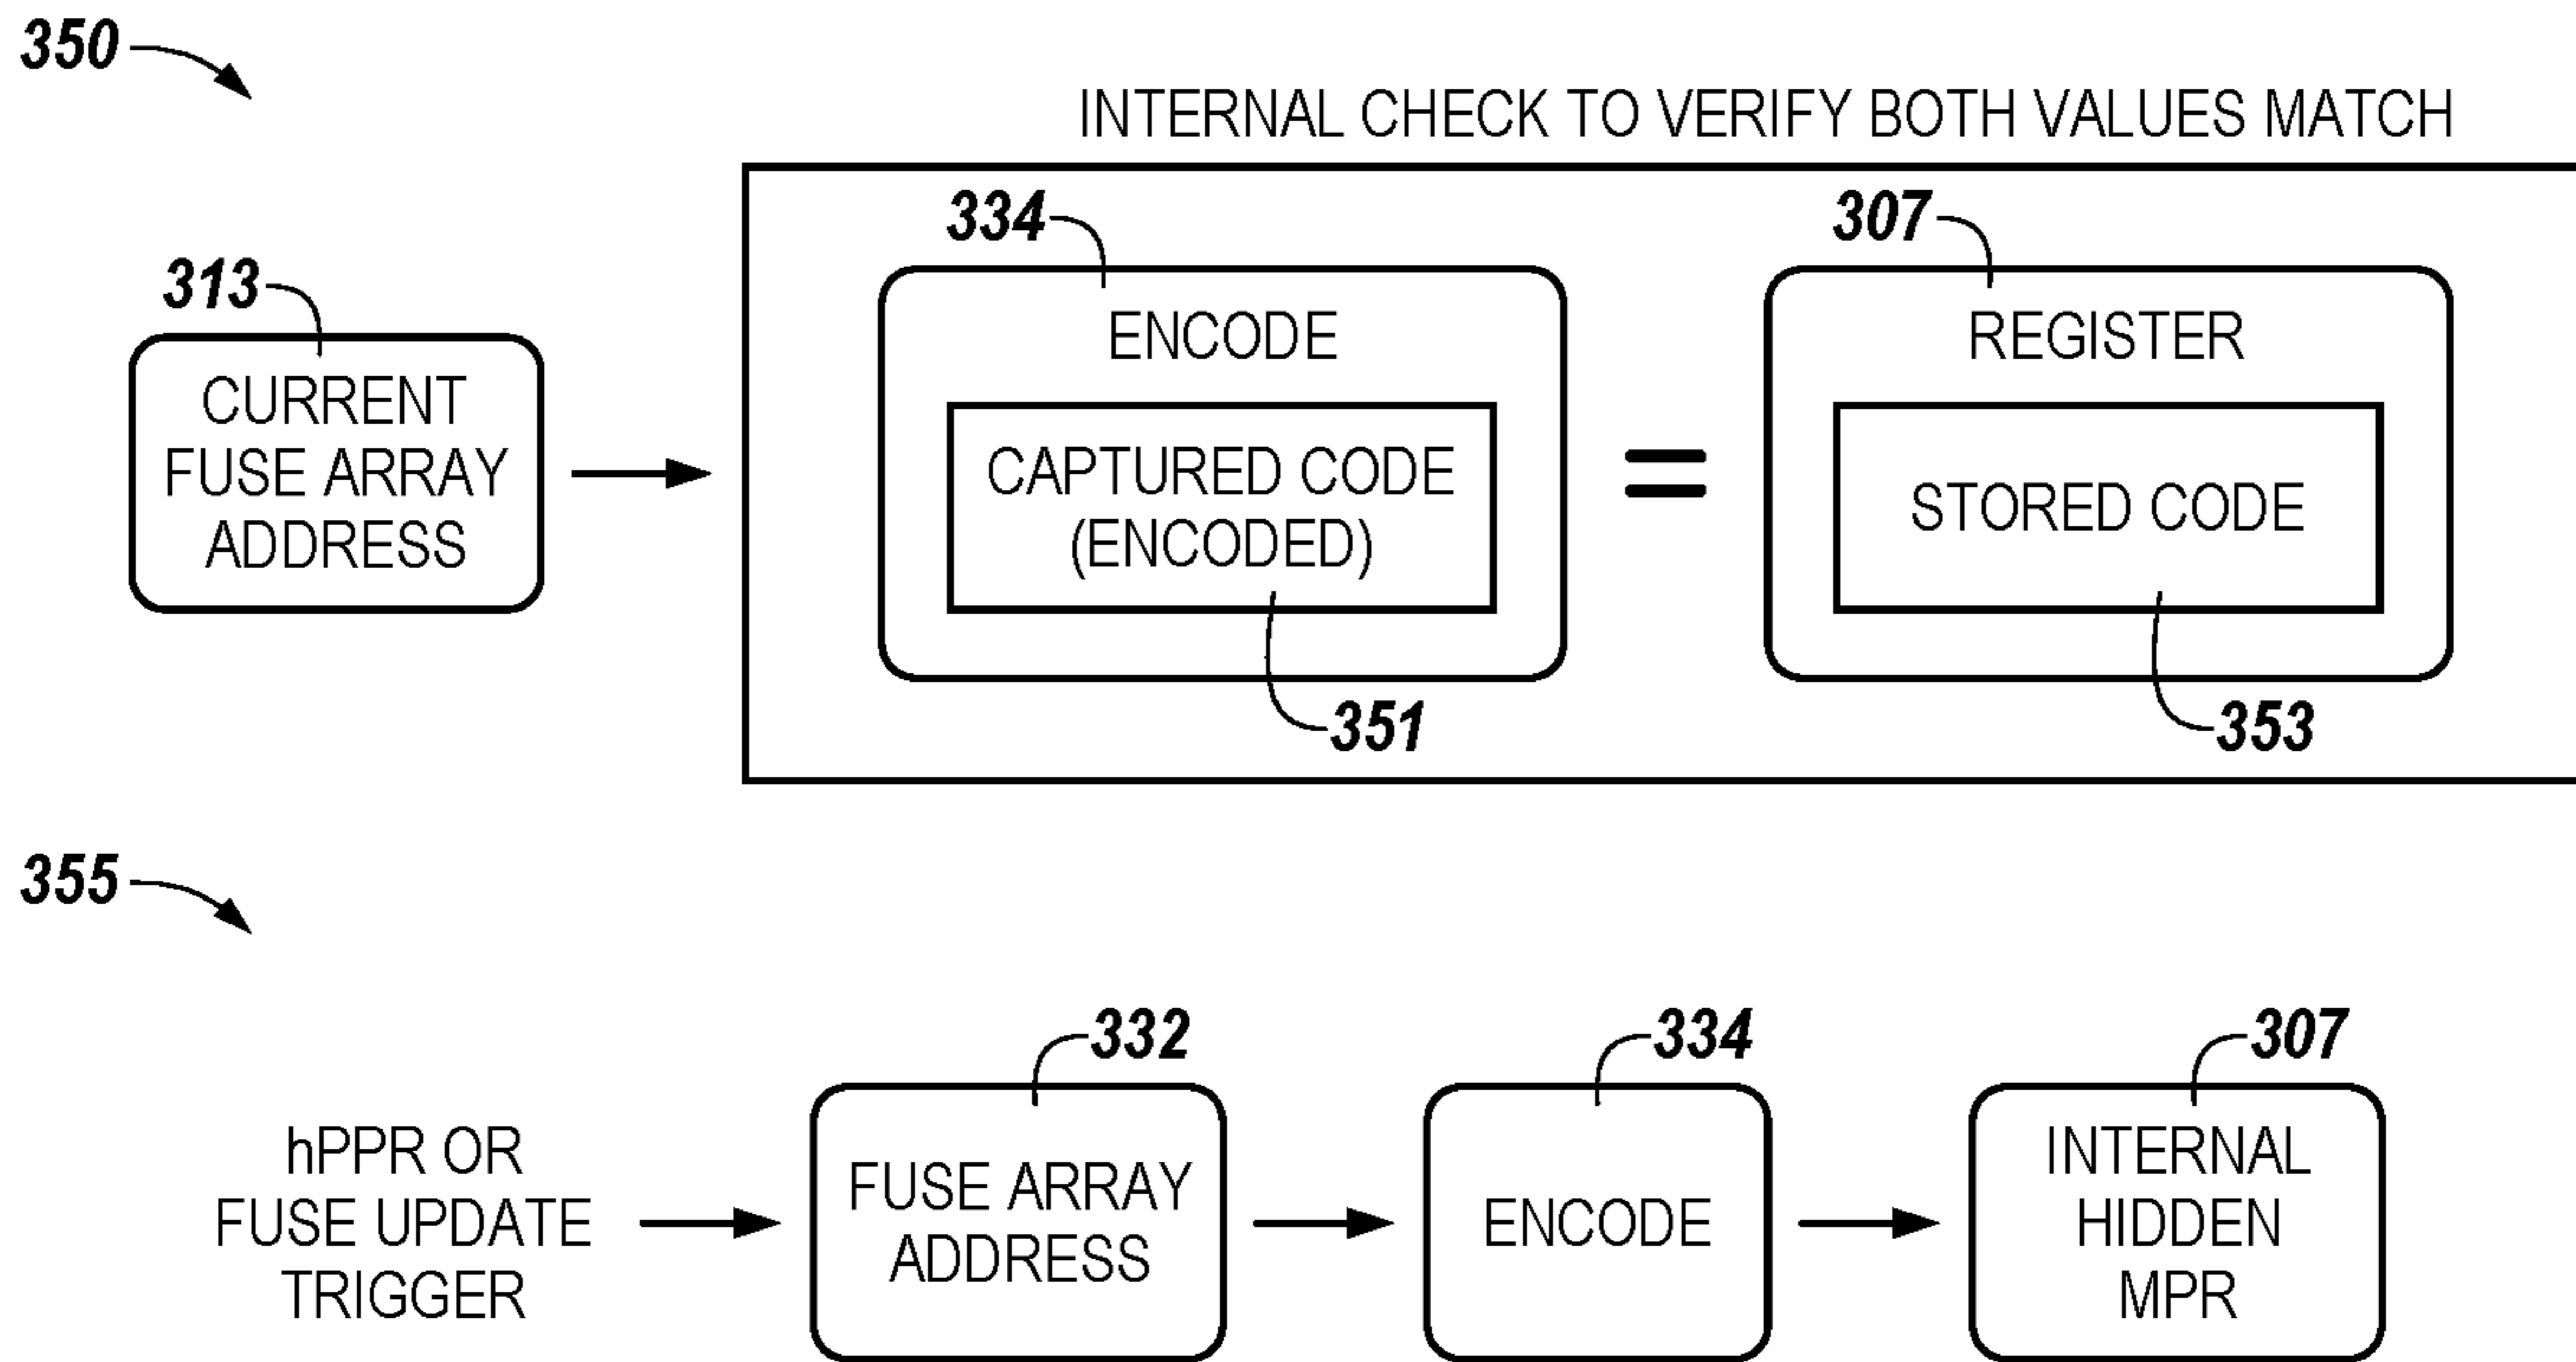 350
INTERNAL CHECK TO VERIFY BOTH VALUES MATCH
334
307
313
ENCODE
REGISTER
CURRENT
FUSE ARRAY
ADDRESS
CAPTURED CODE
(ENCODED)
=
STORED CODE
351
353
355
332
334
307
hPPR OR
FUSE UPDATE
TRIGGER
FUSE ARRAY
ADDRESS
ENCODE
INTERNAL
HIDDEN
MPR